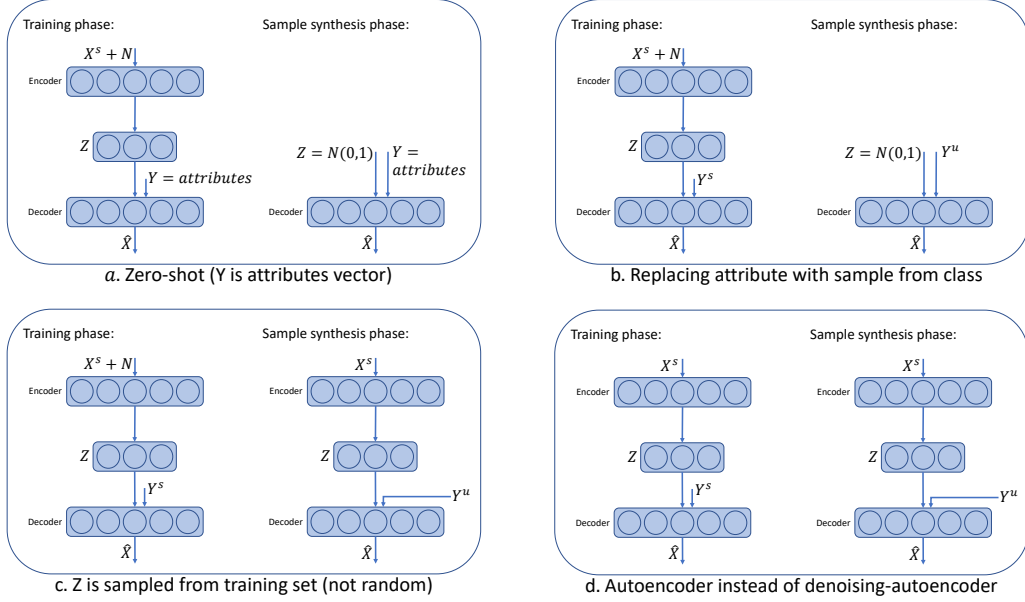 Training phase:
Sample synthesis phase:
X^s + N
Encoder
Z
Y = attributes
Decoder
X̂
Z = N(0,1)
Y =
attributes
Decoder
X̂
a. Zero-shot (Y is attributes vector)
Training phase:
Sample synthesis phase:
X^s + N
Encoder
Z
Y^s
Decoder
X̂
Z = N(0,1)
Y^u
Decoder
X̂
b. Replacing attribute with sample from class
Training phase:
Sample synthesis phase:
X^s + N
Encoder
Z
Y^s
Decoder
X̂
X^s
Encoder
Z
Y^u
Decoder
X̂
c. Z is sampled from training set (not random)
Training phase:
Sample synthesis phase:
X^s
Encoder
Z
Y^s
Decoder
X̂
X^s
Encoder
Z
Y^u
Decoder
X̂
d. Autoencoder instead of denoising-autoencoder